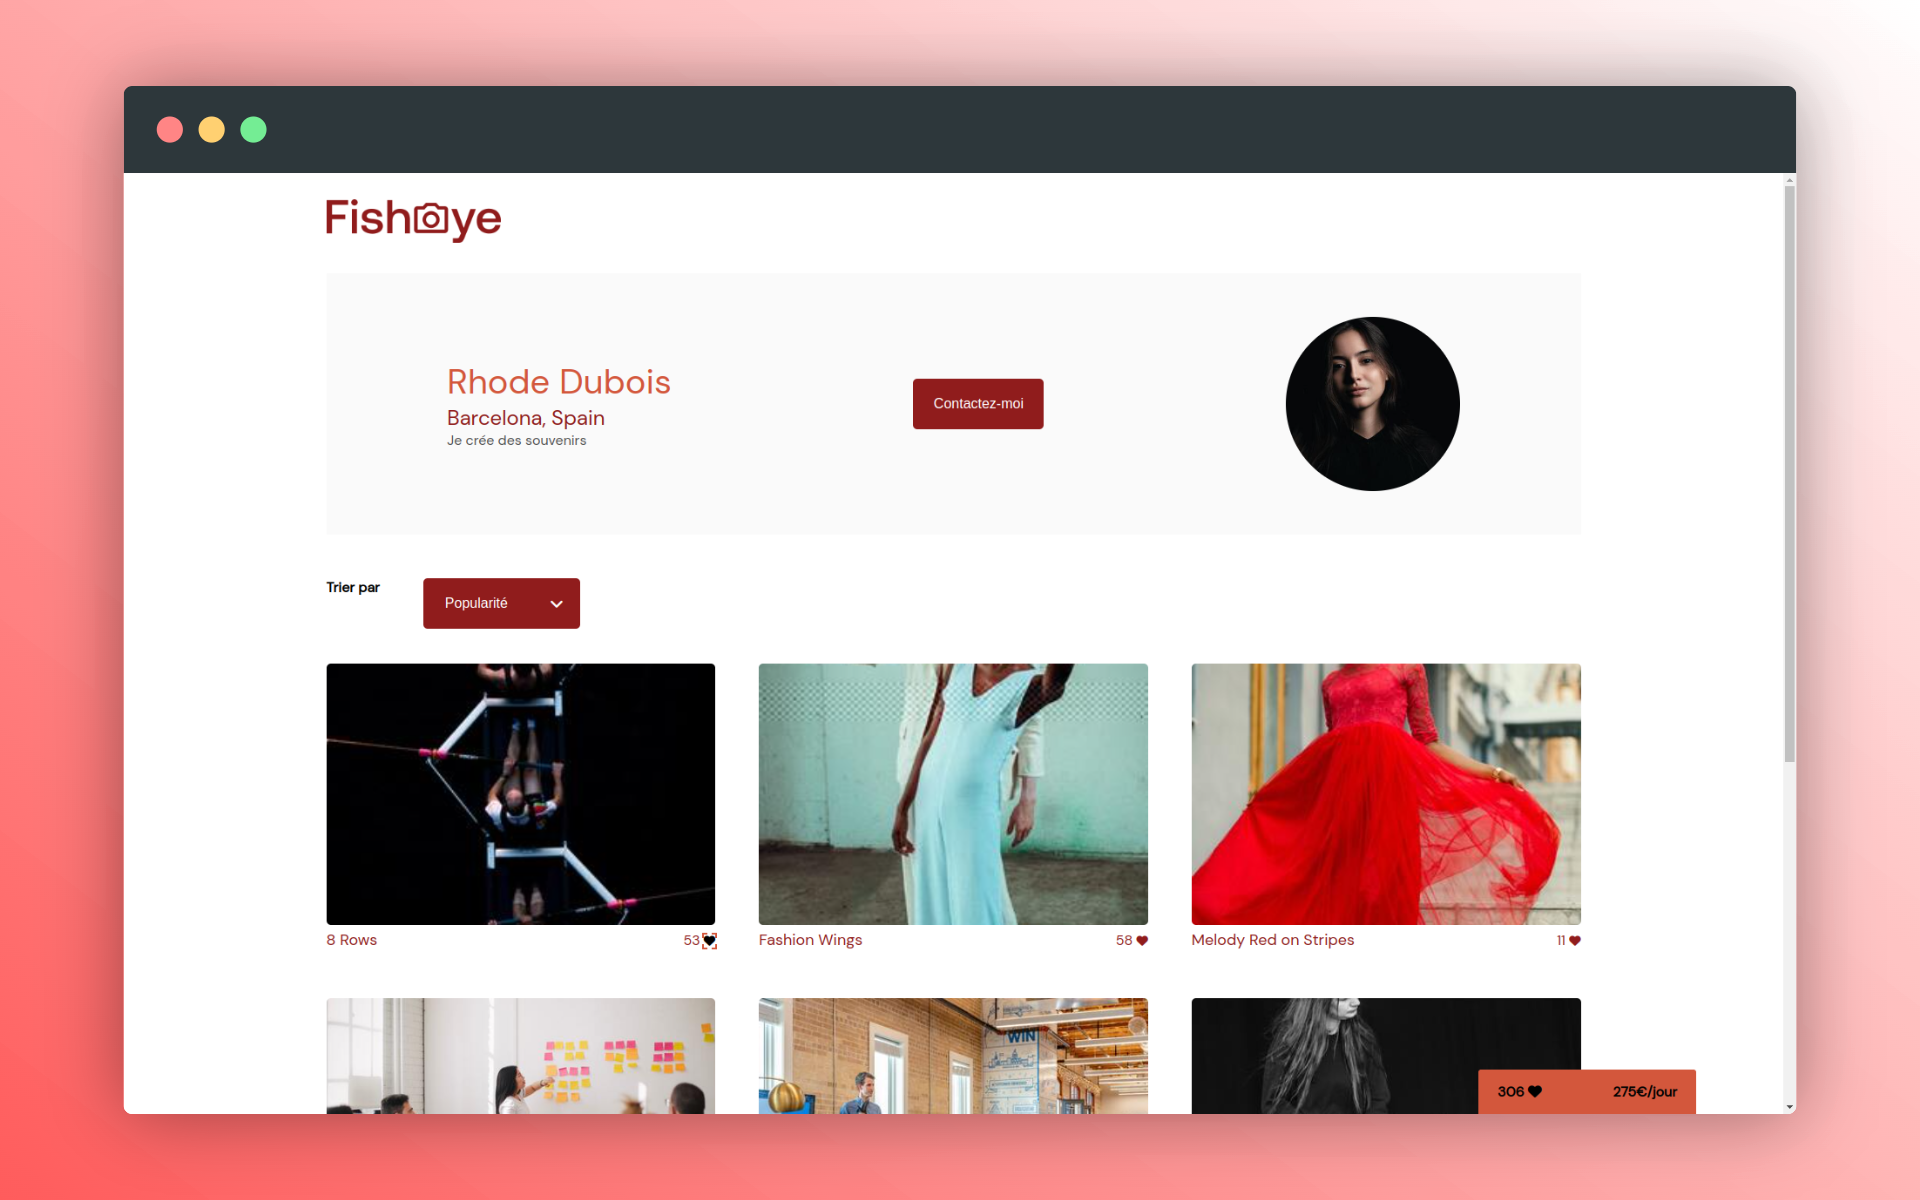 Fisheye
Rhode Dubois
Barcelona, Spain
Je crée des souvenirs
Contactez-moi
Trier par
Popularité
8 Rows
53
Fashion Wings
58
Melody Red on Stripes
11
WIN
306
275€/jour